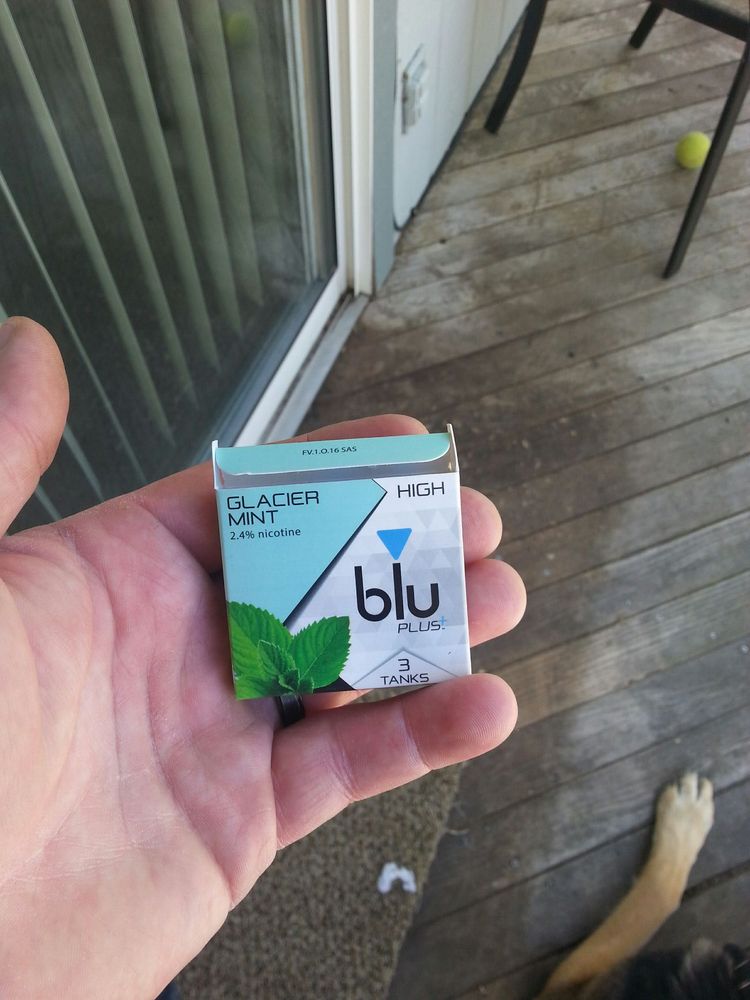 FV.1.O.16 SAS
GLACIER
MINT
2.4% nicotine
HIGH
blu
PLUS+
3
TANKS